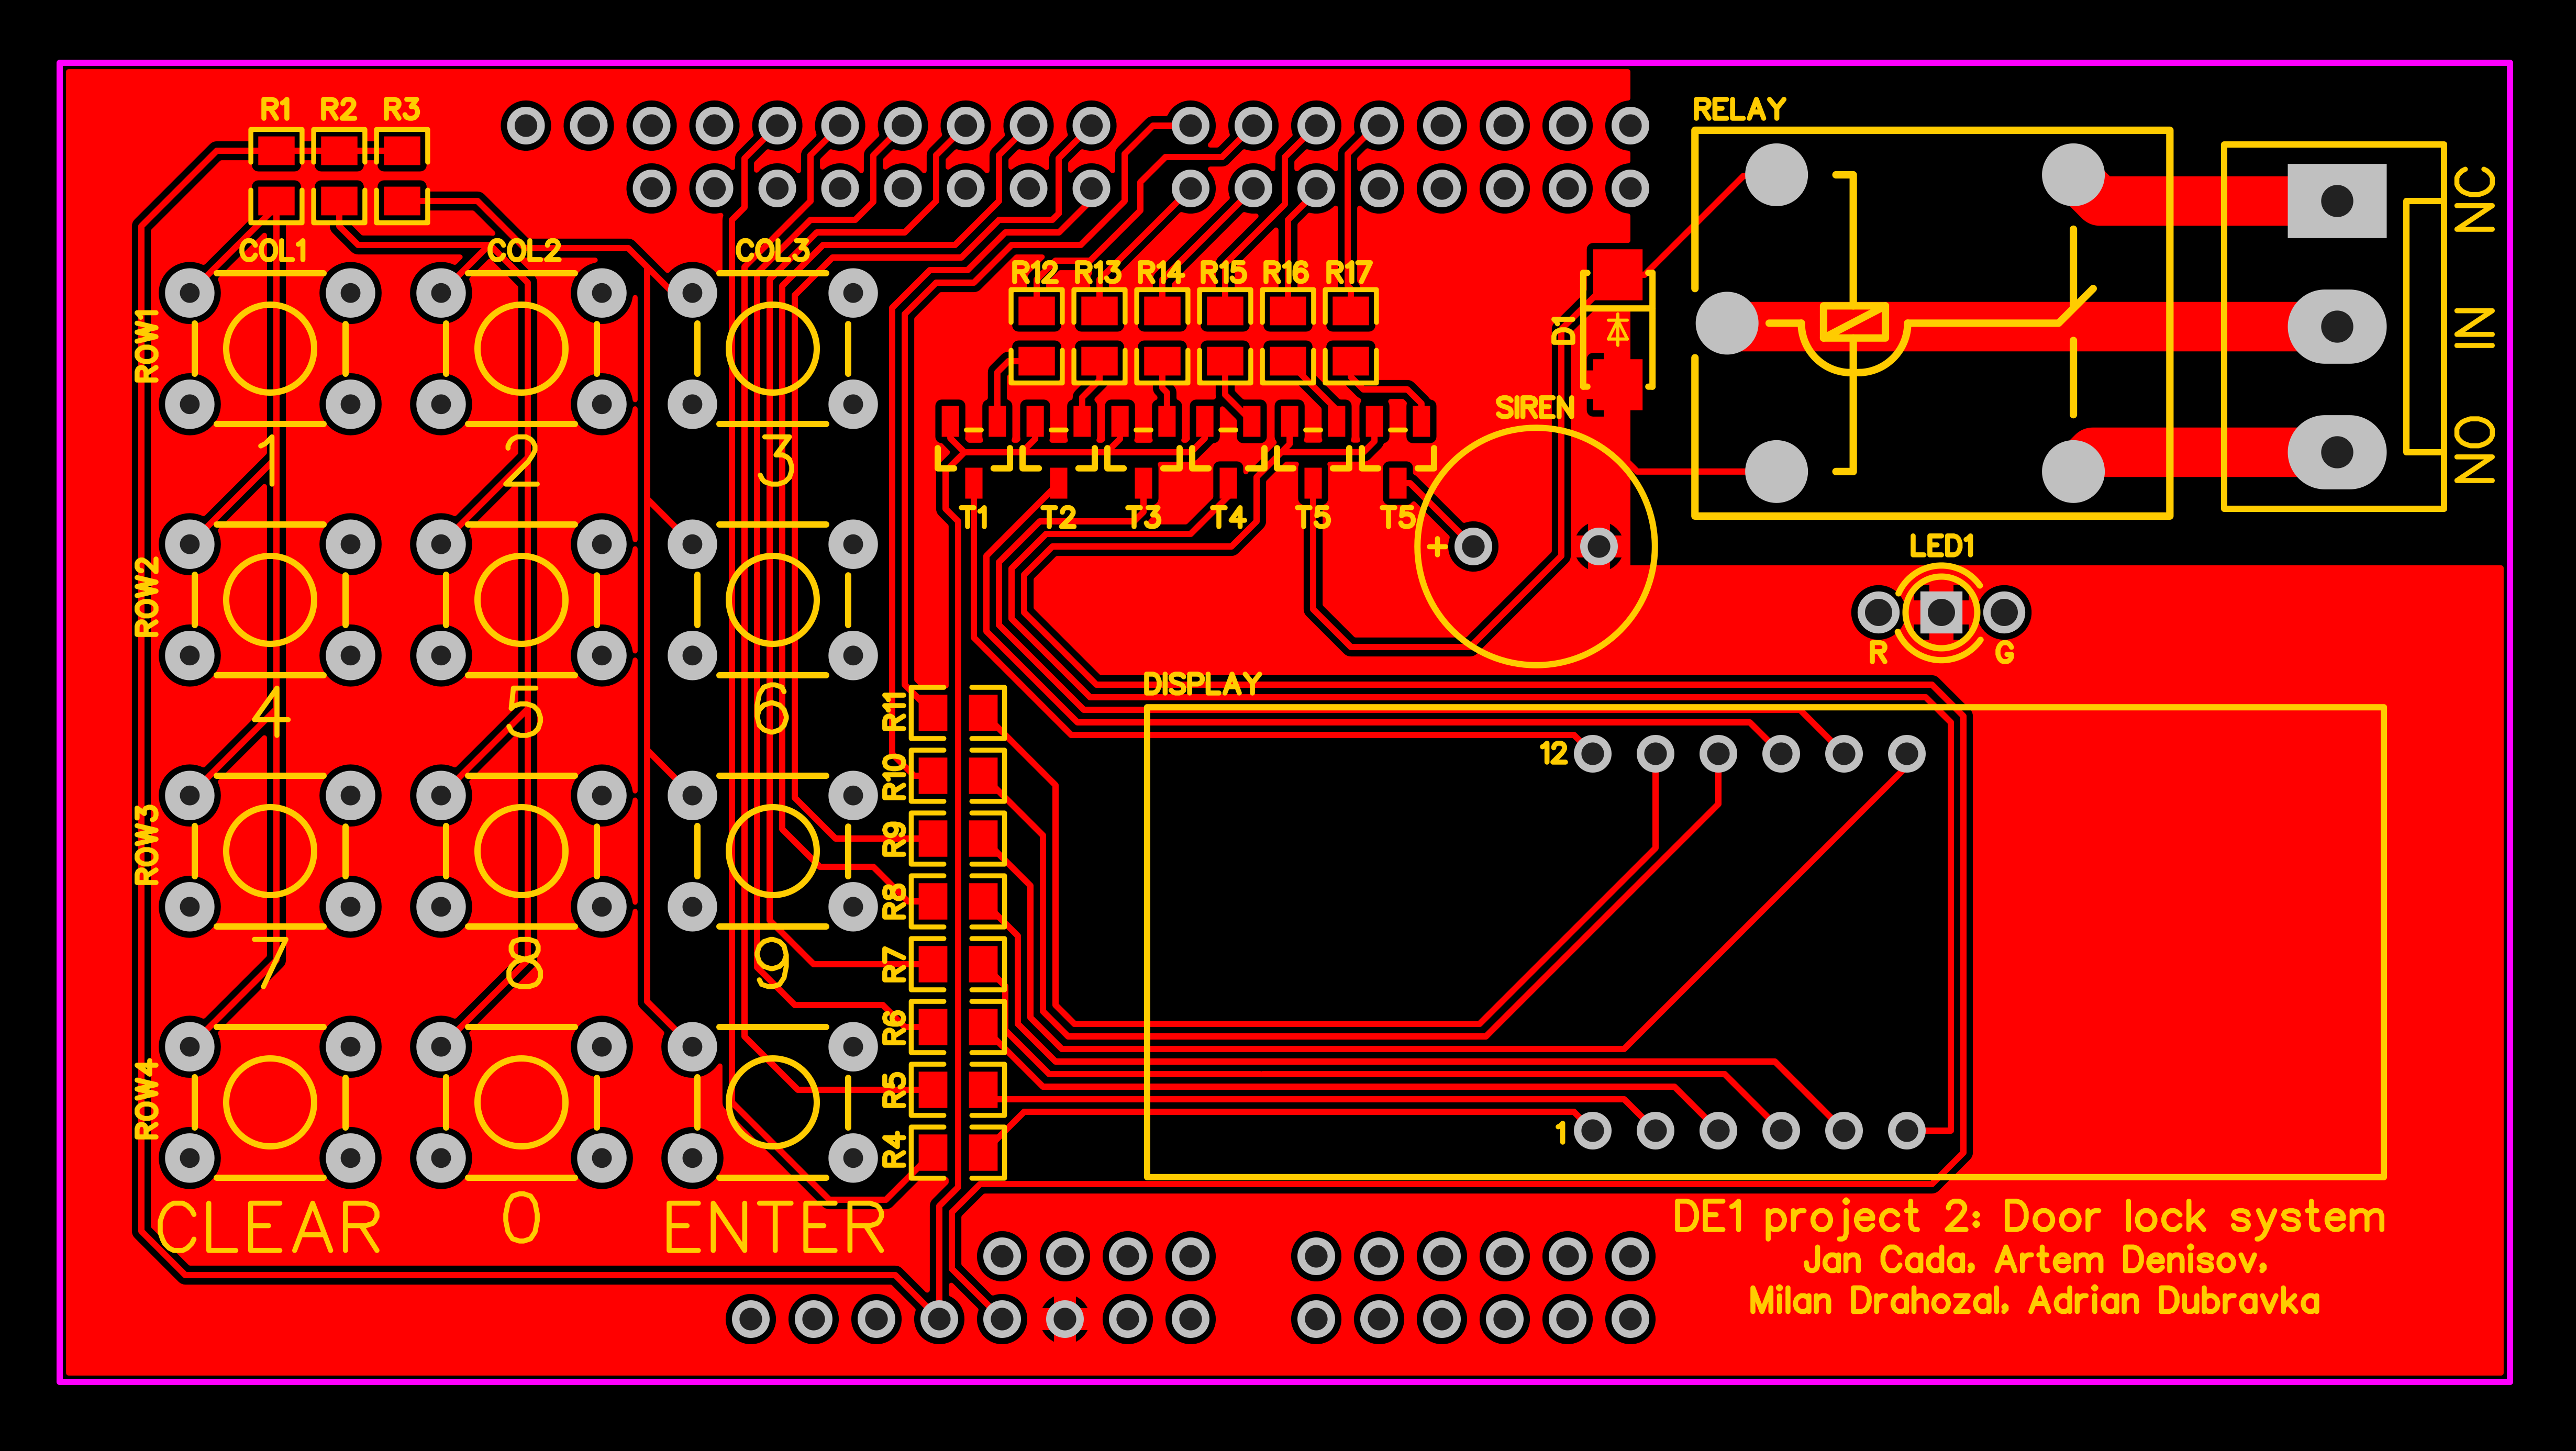 R1 R2 R3
RELAY
NC
IN
NO
COL1 COL2 COL3
R12 R13 R14 R15 R16 R17
D1
SIREN
ROW1
1 2 3
T1 T2 T3 T4 T5 T5
+
LED1
R G
ROW2
4 5 6
DISPLAY
R11
R10
R9
R8
R7
R6
R5
R4
12
1
ROW3
7 8 9
ROW4
CLEAR 0 ENTER
DE1 project 2: Door lock system
Jan Cada, Artem Denisov,
Milan Drahozal, Adrian Dubravka